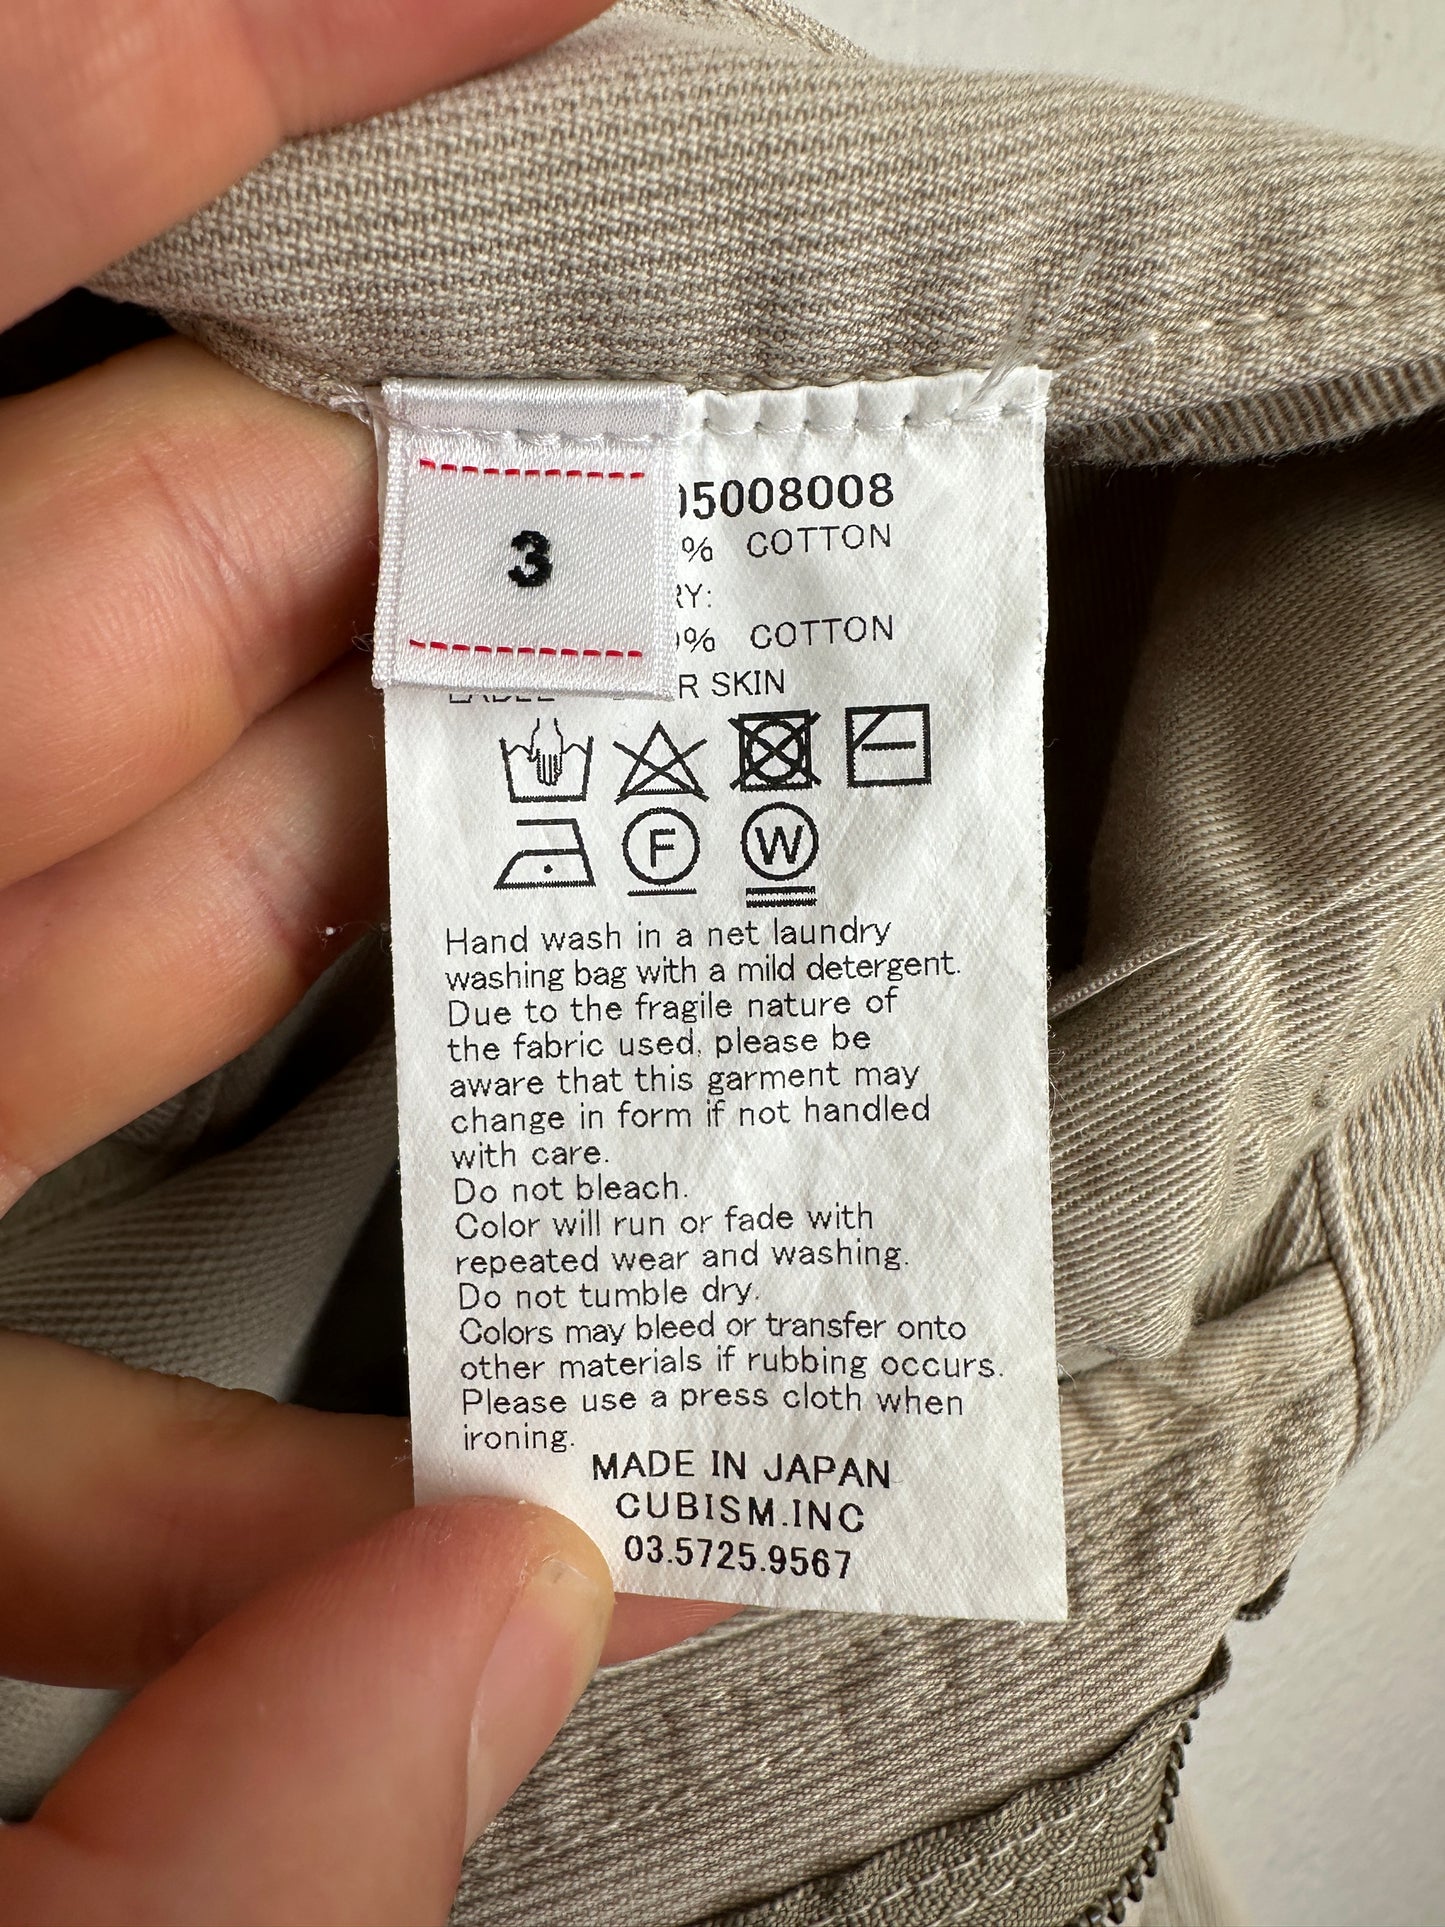 3
05008008
% COTTON
RY:
0% COTTON
R SKIN
F
W
Hand wash in a net laundry
washing bag with a mild detergent.
Due to the fragile nature of
the fabric used, please be
aware that this garment may
change in form if not handled
with care.
Do not bleach.
Color will run or fade with
repeated wear and washing.
Do not tumble dry.
Colors may bleed or transfer onto
other materials if rubbing occurs.
Please use a press cloth when
ironing.
MADE IN JAPAN
CUBISM.INC
03.5725.9567